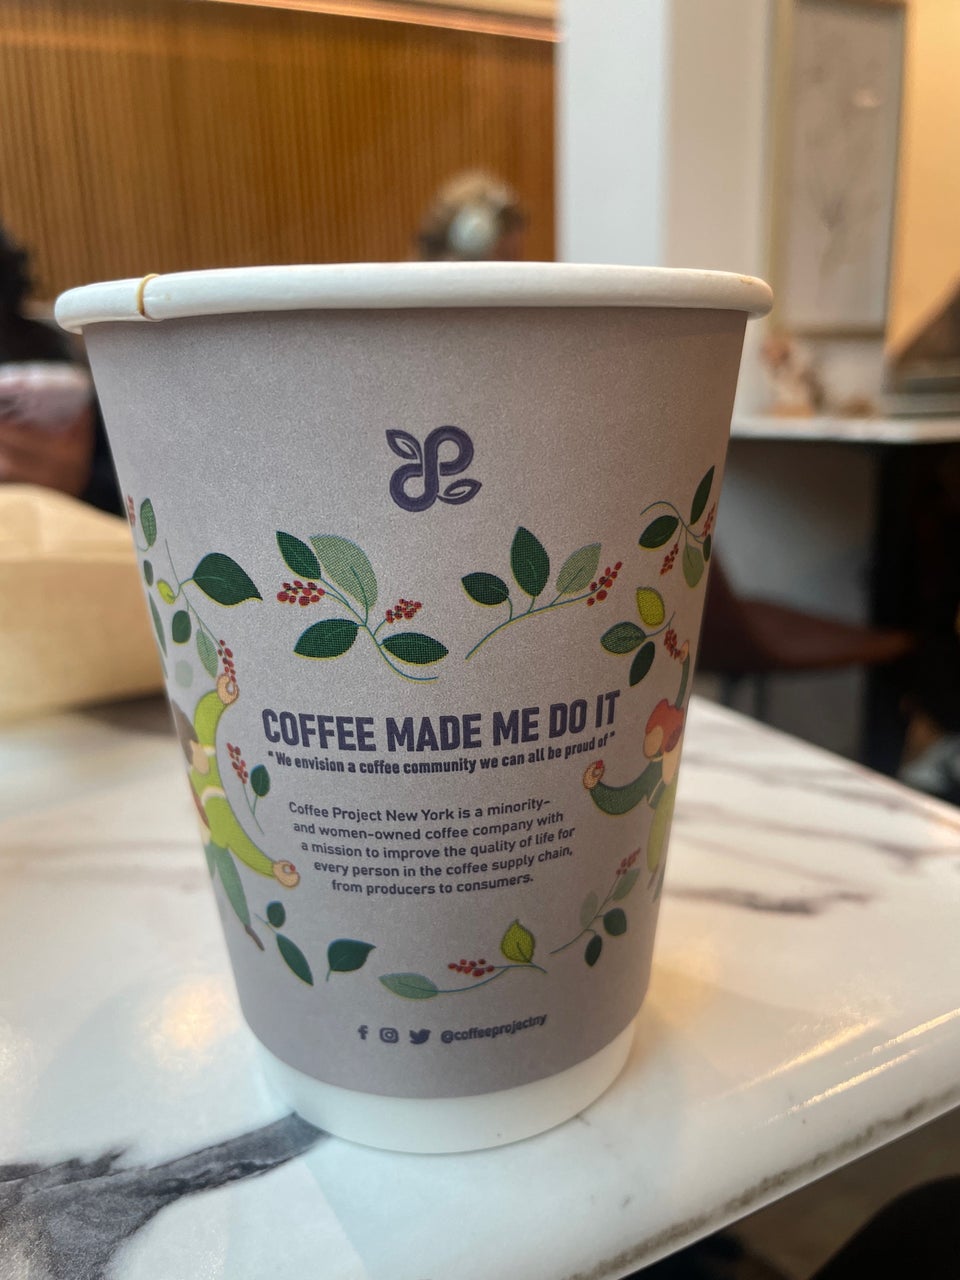 COFFEE MADE ME DO IT
" We envision a coffee community we can all be proud of "
Coffee Project New York is a minority-
and women-owned coffee company with
a mission to improve the quality of life for
every person in the coffee supply chain,
from producers to consumers.
@coffeeprojectny